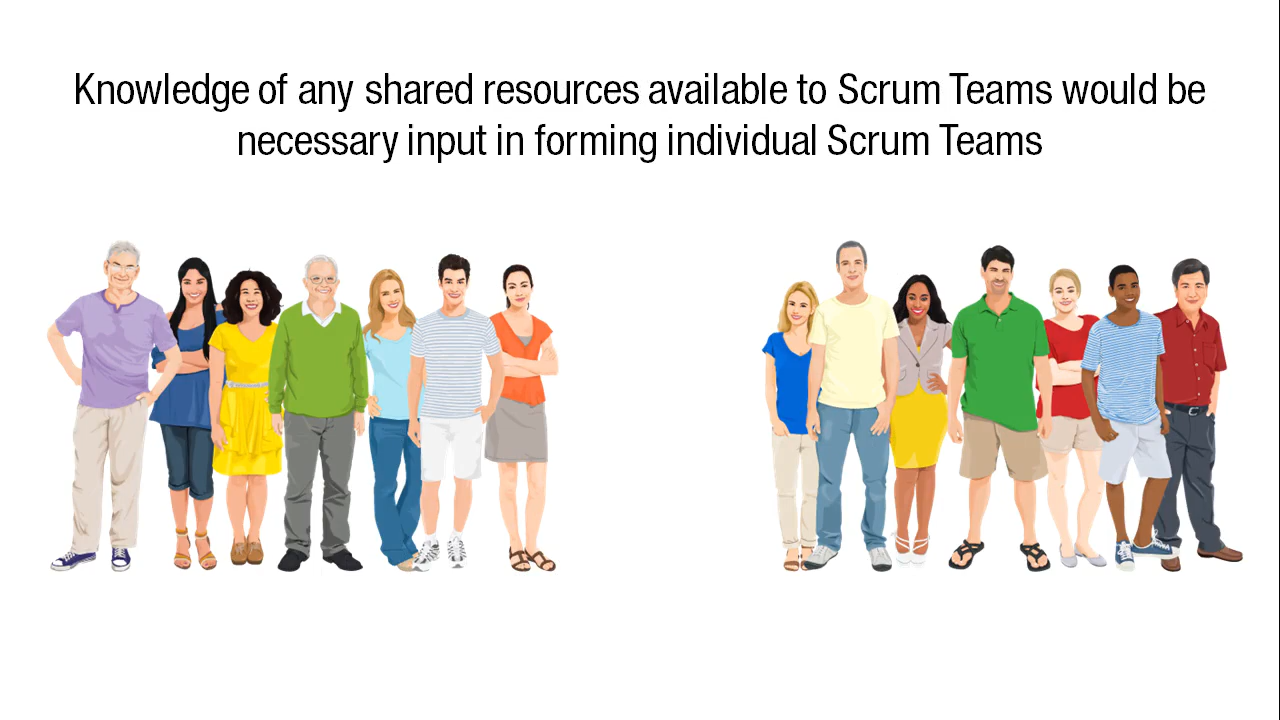 Knowledge of any shared resources available to Scrum Teams would be
necessary input in forming individual Scrum Teams